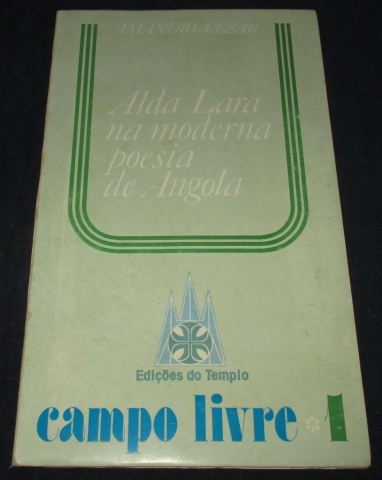 AMÂNDIO CÉSAR
Alda Lara
na moderna
poesia
de Angola
Edições do Templo
campo livre * 1